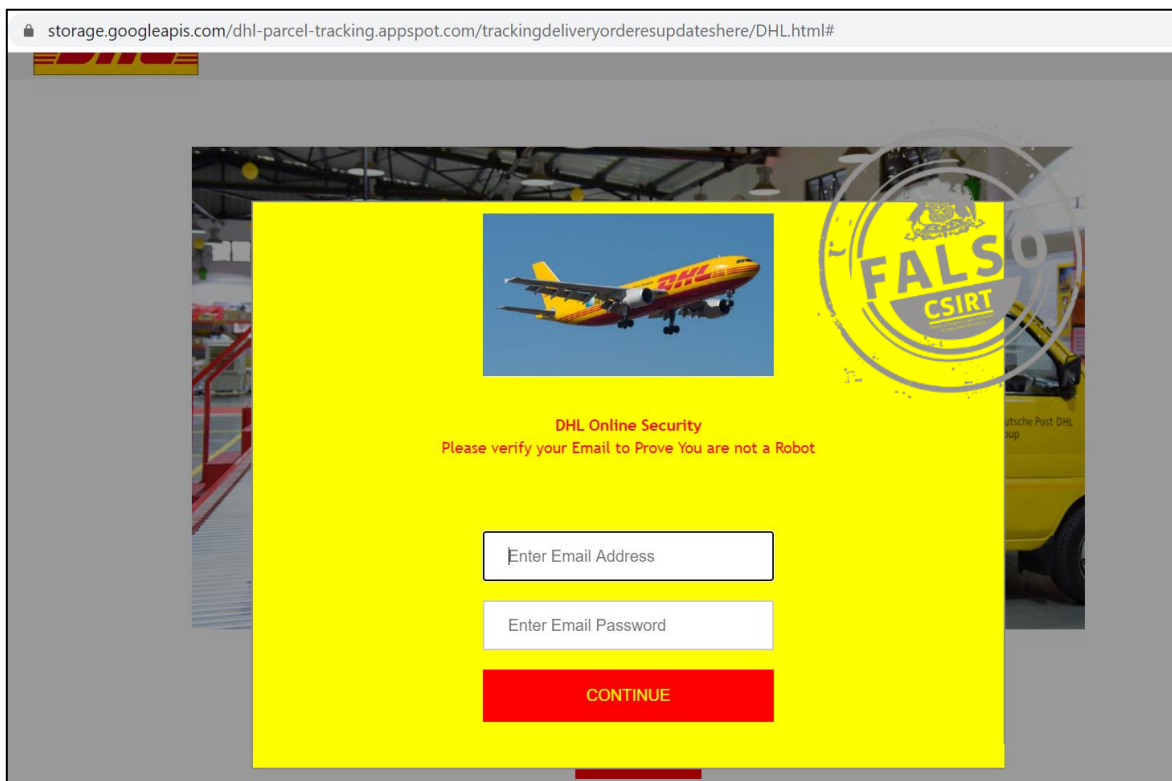 storage.googleapis.com/dhl-parcel-tracking.appspot.com/trackingdeliveryorderesupdateshere/DHL.html#
DHL
DHL
FALSO
CSIRT
DHL Online Security
Please verify your Email to Prove You are not a Robot
utsche Post DHL
oup
Enter Email Address
Enter Email Password
CONTINUE